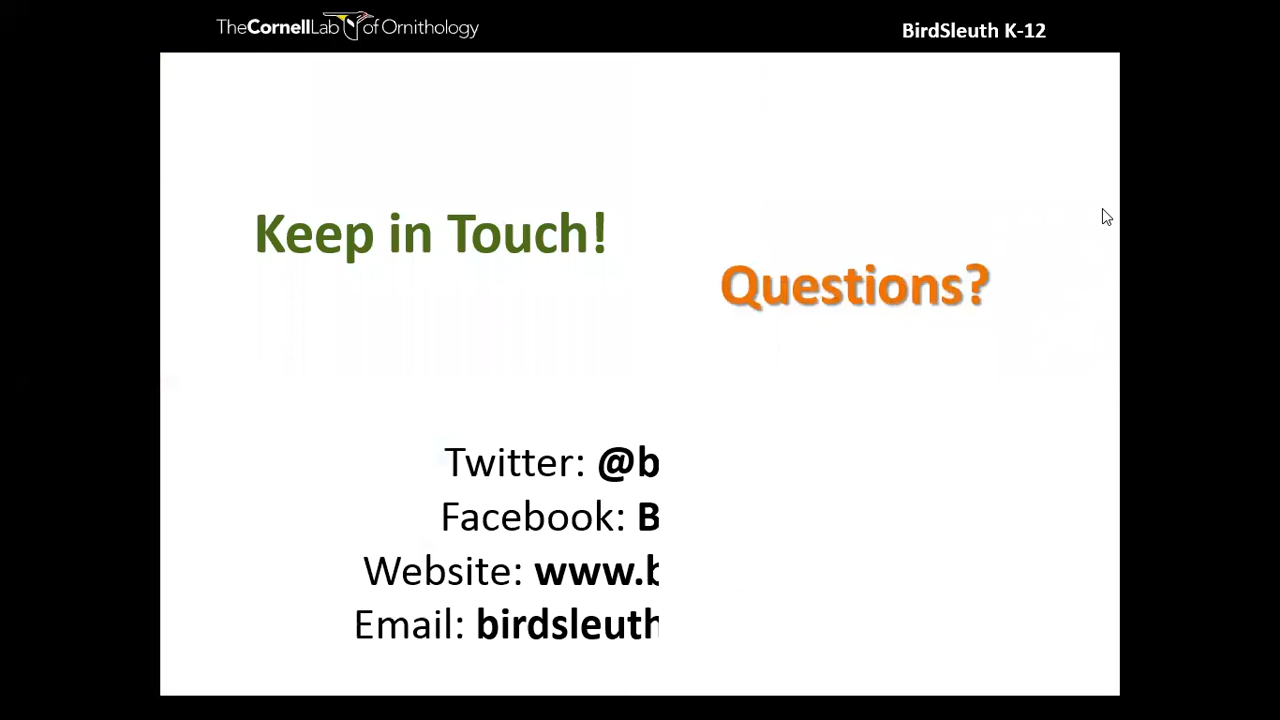 TheCornellLab of Ornithology
BirdSleuth K-12
Keep in Touch!
Questions?
Twitter: @b
Facebook: B
Website: www.b
Email: birdsleuth